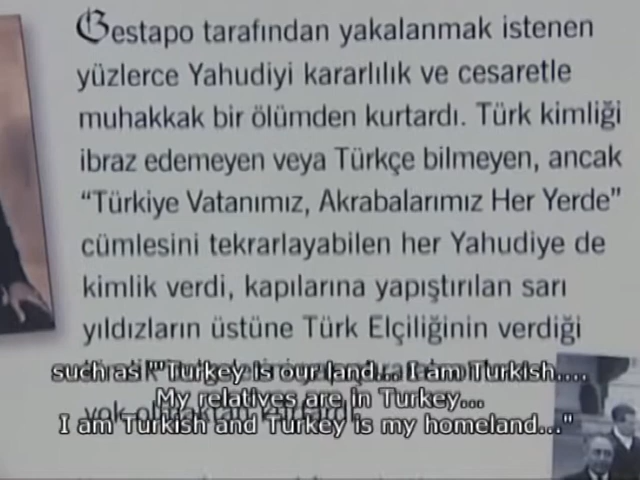 Gestapo tarafından yakalanmak istenen
yüzlerce Yahudiyi kararlılık ve cesaretle
muhakkak bir ölümden kurtardı. Türk kimliği
ibraz edemeyen veya Türkçe bilmeyen, ancak
“Türkiye Vatanımız, Akrabalarımız Her Yerde”
cümlesini tekrarlayabilen her Yahudiye de
kimlik verdi, kapılarına yapıştırılan sarı
yıldızların üstüne Türk Elçiliğinin verdiği
such as "Turkey is our land... I am Turkish....
My relatives are in Turkey...
I am Turkish and Turkey is my homeland..."